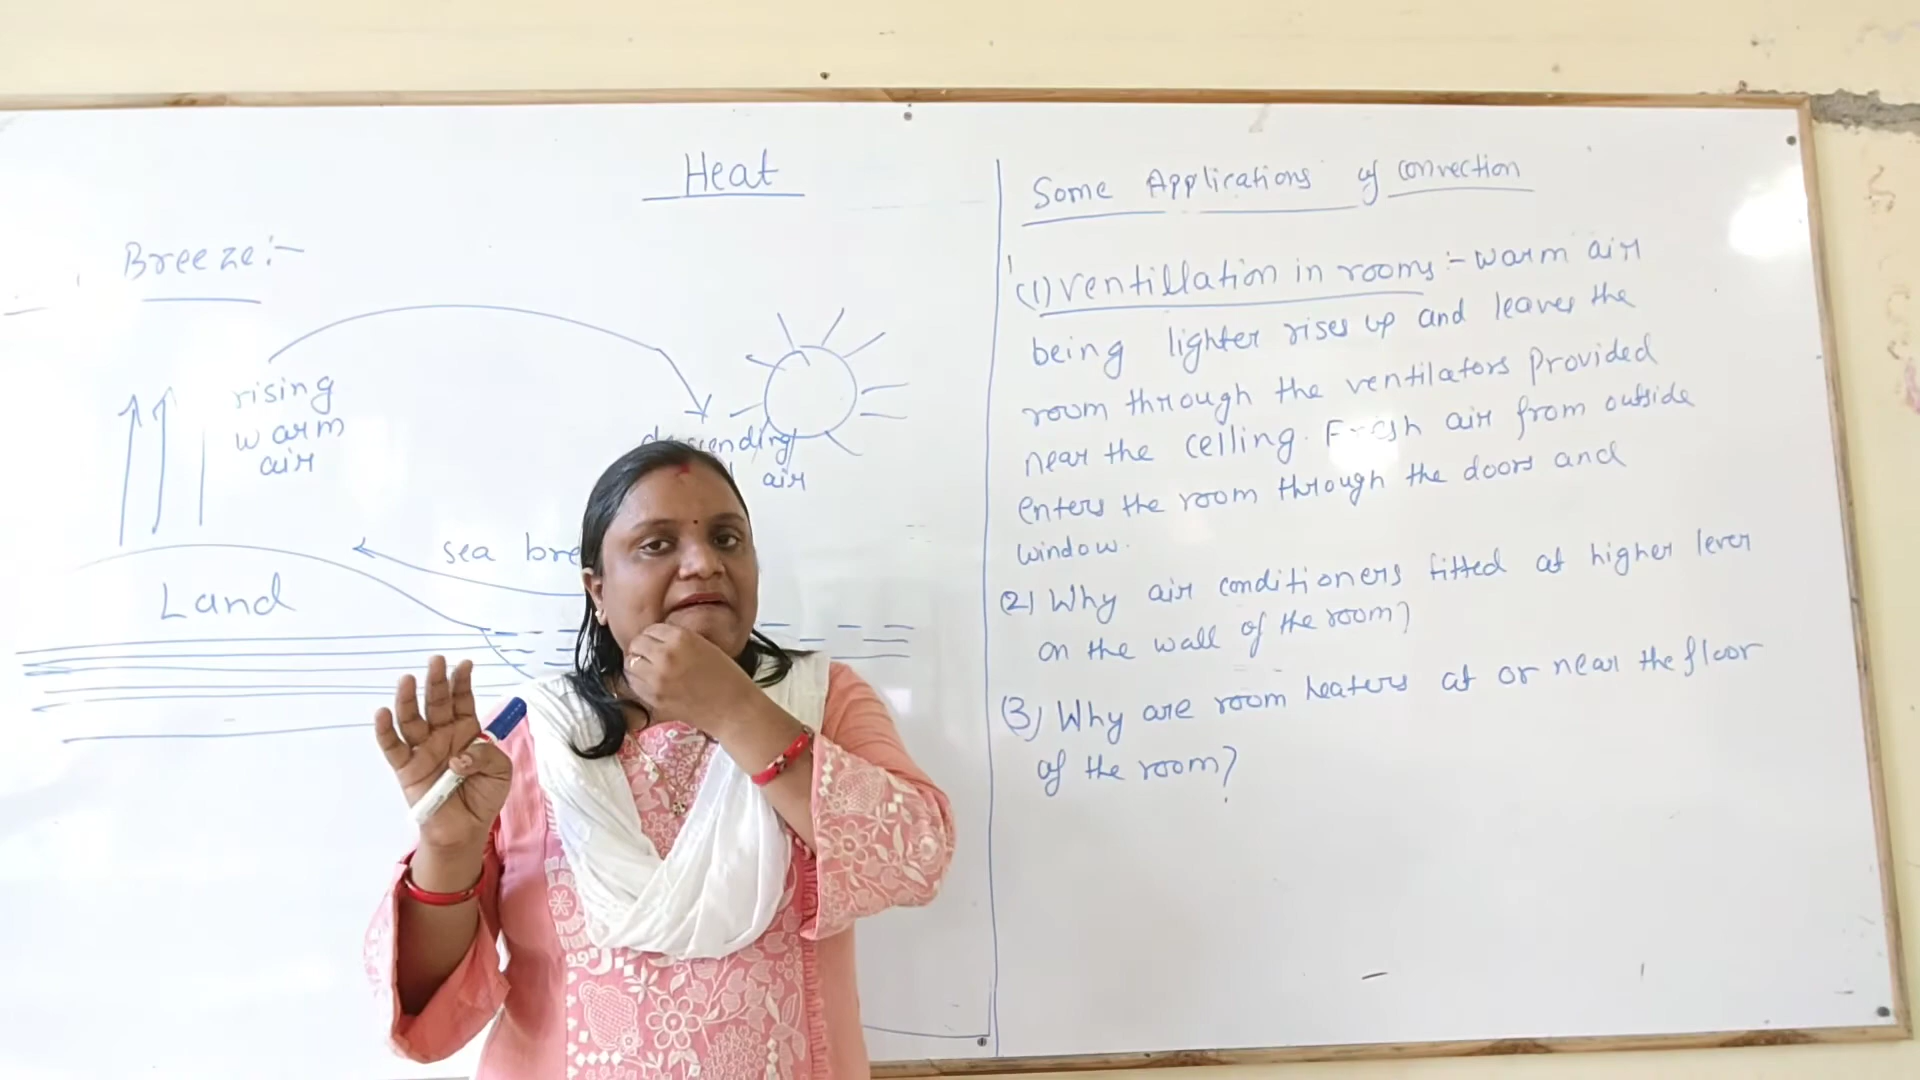 Heat
Breeze:-
rising
warm
air
air
sea
Land
Some Applications of convection
(1) Ventillation in rooms :- warm air
being lighter rises up and leaves the
room through the ventilators Provided
near the ceiling. Fresh air from outside
enters the room through the doors and
window.
(2) Why air conditioners fitted at higher lever
on the wall of the room?
(3) Why are room heaters at or near the floor
of the room?